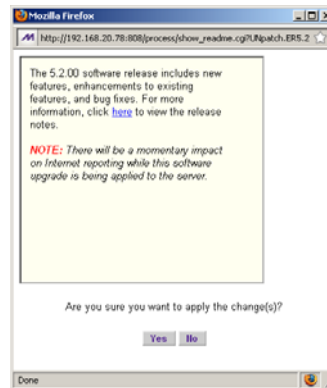 Mozilla Firefox
http://192.168.20.78:808/process/show_readme.cgi?UNpatch.ER5.2
The 5.2.00 software release includes new
features, enhancements to existing
features, and bug fixes. For more
information, click here to view the release
notes.
NOTE: There will be a momentary impact
on Internet reporting while this software
upgrade is being applied to the server.
Are you sure you want to apply the change(s)?
Yes No
Done